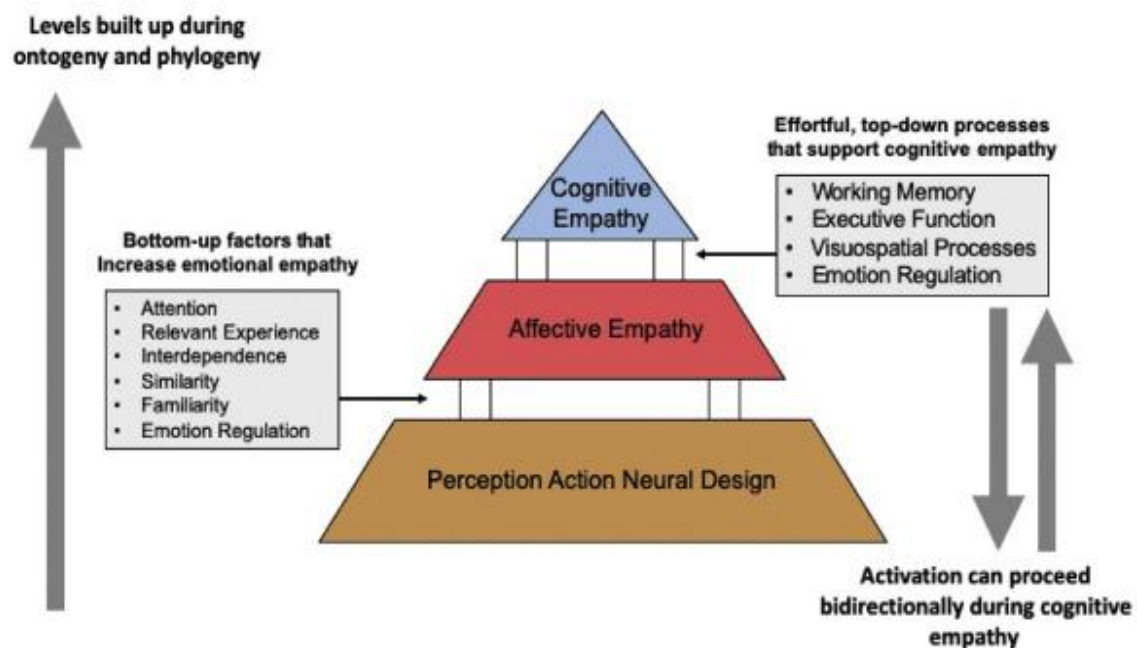 Levels built up during
ontogeny and phylogeny
Effortful, top-down processes
that support cognitive empathy
• Working Memory
• Executive Function
• Visuospatial Processes
• Emotion Regulation
Cognitive
Empathy
Bottom-up factors that
Increase emotional empathy
• Attention
• Relevant Experience
• Interdependence
• Similarity
• Familiarity
• Emotion Regulation
Affective Empathy
Perception Action Neural Design
Activation can proceed
bidirectionally during cognitive
empathy